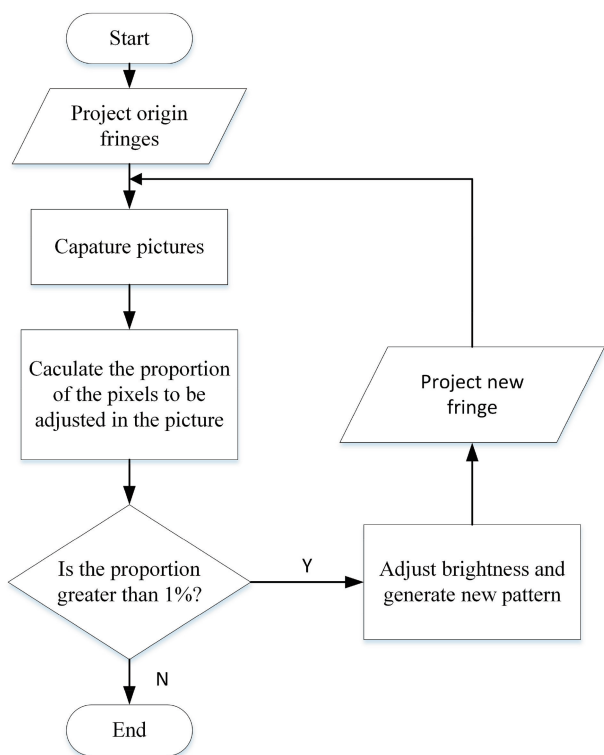 Start
Project origin
fringes
Capature pictures
Caculate the proportion
of the pixels to be
adjusted in the picture
Is the proportion
greater than 1%?
Y
Adjust brightness and
generate new pattern
Project new
fringe
N
End